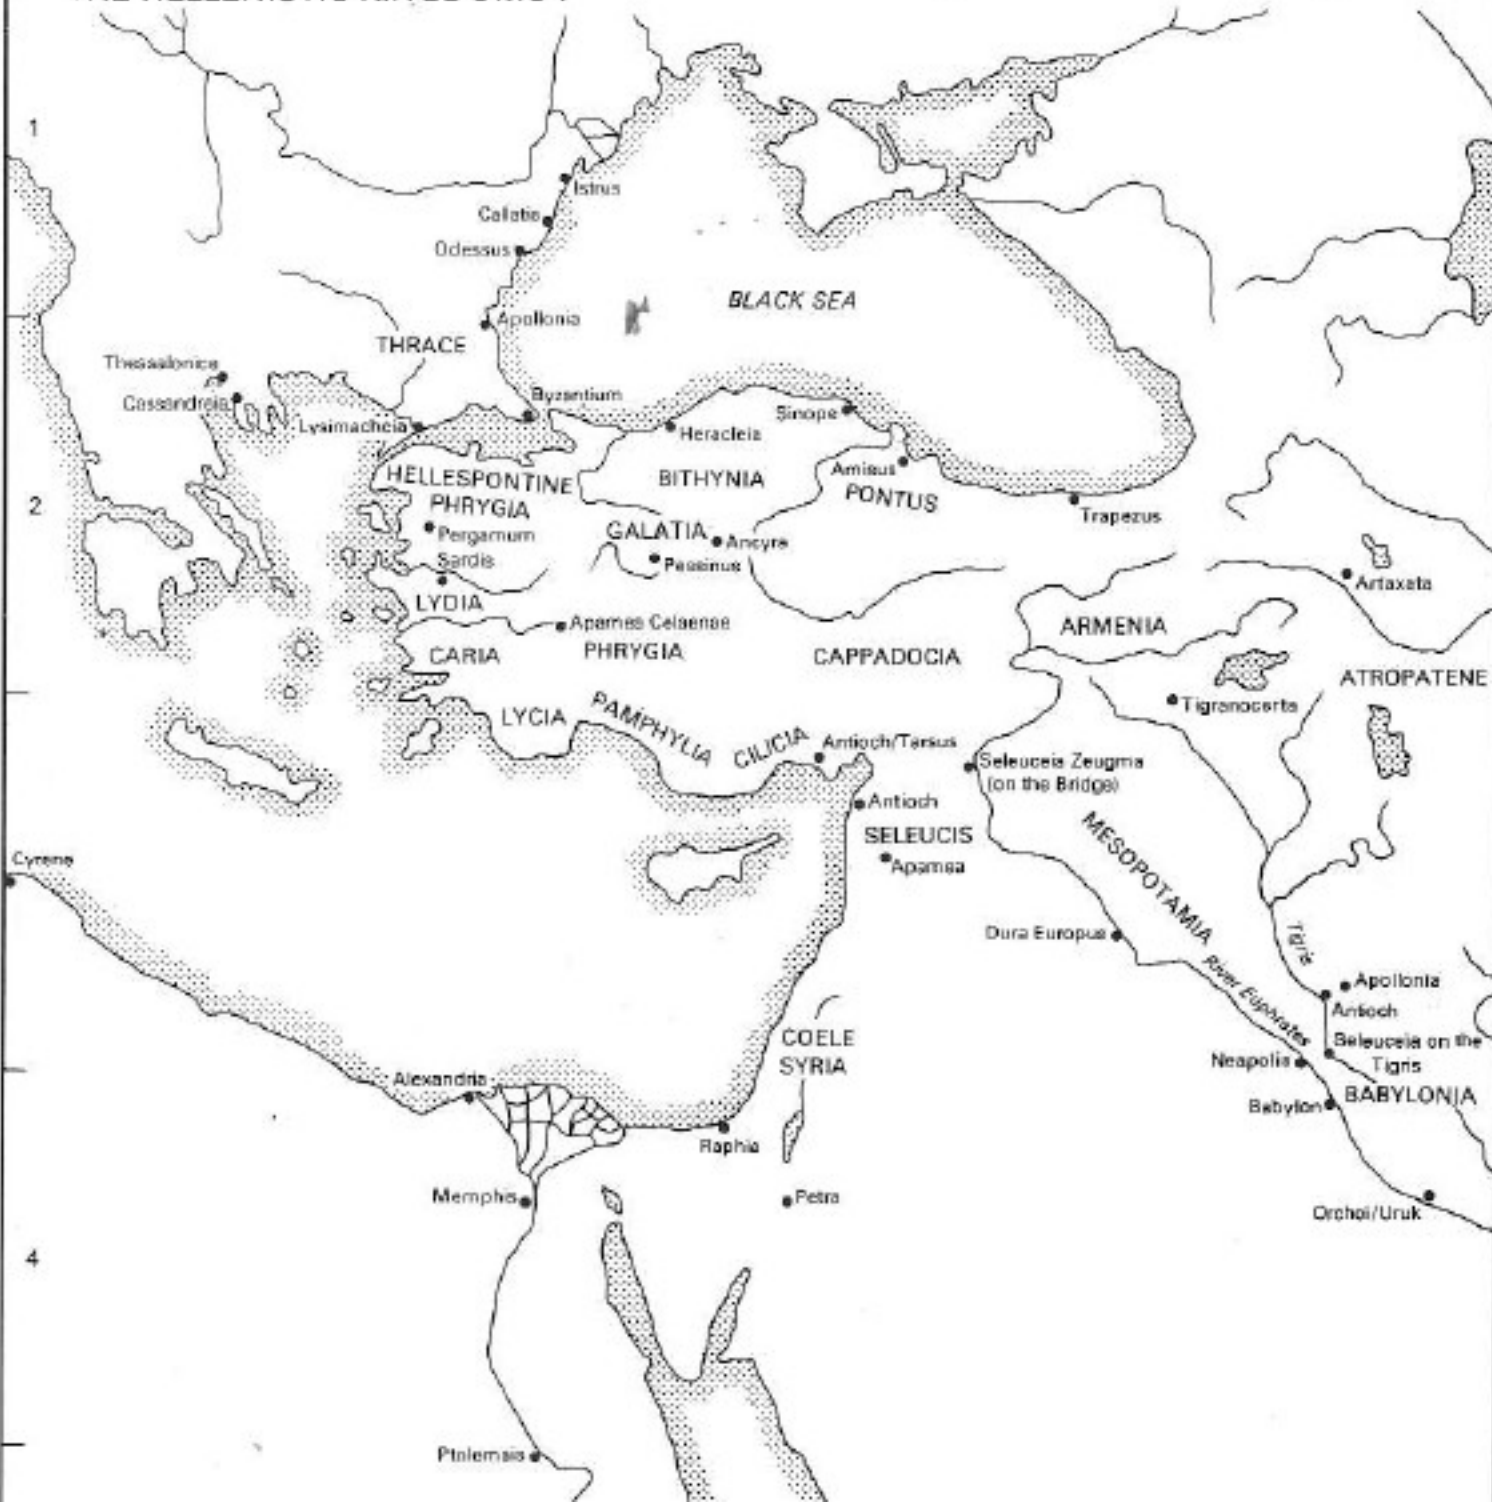 THE HELLENISTIC KINGDOMS I
1
Istrus
Callatis
Odessus
BLACK SEA
Apollonia
THRACE
Thessalonice
Cassandreia
Byzantium
Lysimacheia
Sinope
Heracleia
Amisus
HELLESPONTINE
PHRYGIA
BITHYNIA
PONTUS
2
Trapezus
Pergamum
GALATIA
Ancyra
Sardis
Pessinus
Artaxata
LYDIA
Apamea Celaenae
ARMENIA
CARIA
PHRYGIA
CAPPADOCIA
ATROPATENE
Tigranocerta
LYCIA
PAMPHYLIA
CILICIA
Antioch/Tarsus
Seleuceia Zeugma
(on the Bridge)
Antioch
SELEUCIS
Apamea
MESOPOTAMIA
Cyrene
Dura Europus
Tigris
River Euphrates
Apollonia
Antioch
COELE
SYRIA
Seleuceia on the
Tigris
Neapolis
Alexandria
BABYLONIA
Babylon
Raphia
Memphis
Petra
Orchoi/Uruk
4
Ptolemais